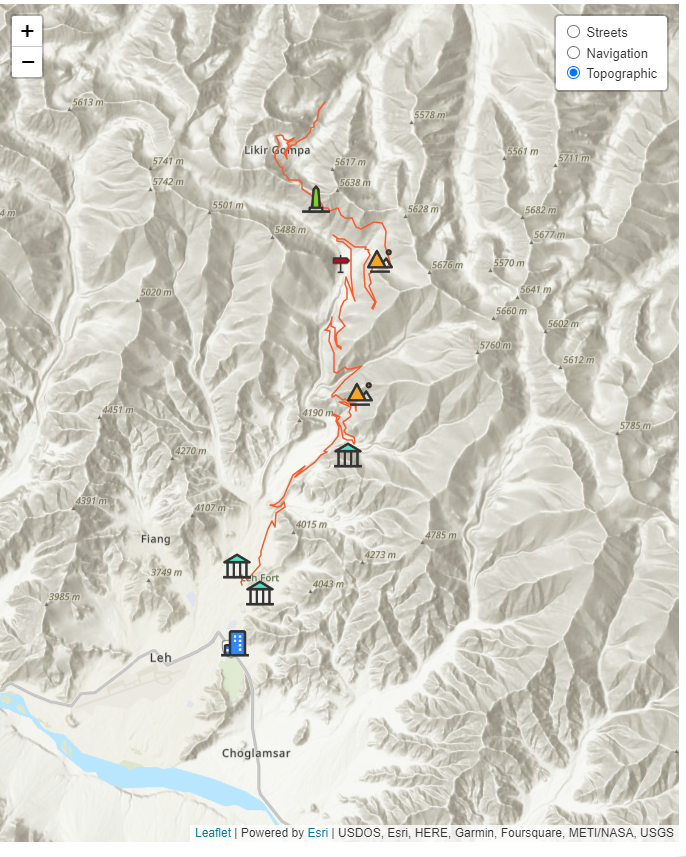 +
−
Streets
Navigation
Topographic
5613 m
5578 m
Likir Gompa
5561 m
5711 m
5741 m
5617 m
5742 m
5638 m
5501 m
5628 m
5682 m
5488 m
5677 m
5676 m
5570 m
5020 m
5641 m
5660 m
5602 m
5760 m
5612 m
4451 m
4190 m
5785 m
4270 m
4391 m
4107 m
4015 m
4785 m
Fiang
4273 m
3749 m
Leh Fort
4043 m
3985 m
Leh
Choglamsar
Leaflet | Powered by Esri | USDOS, Esri, HERE, Garmin, Foursquare, METI/NASA, USGS